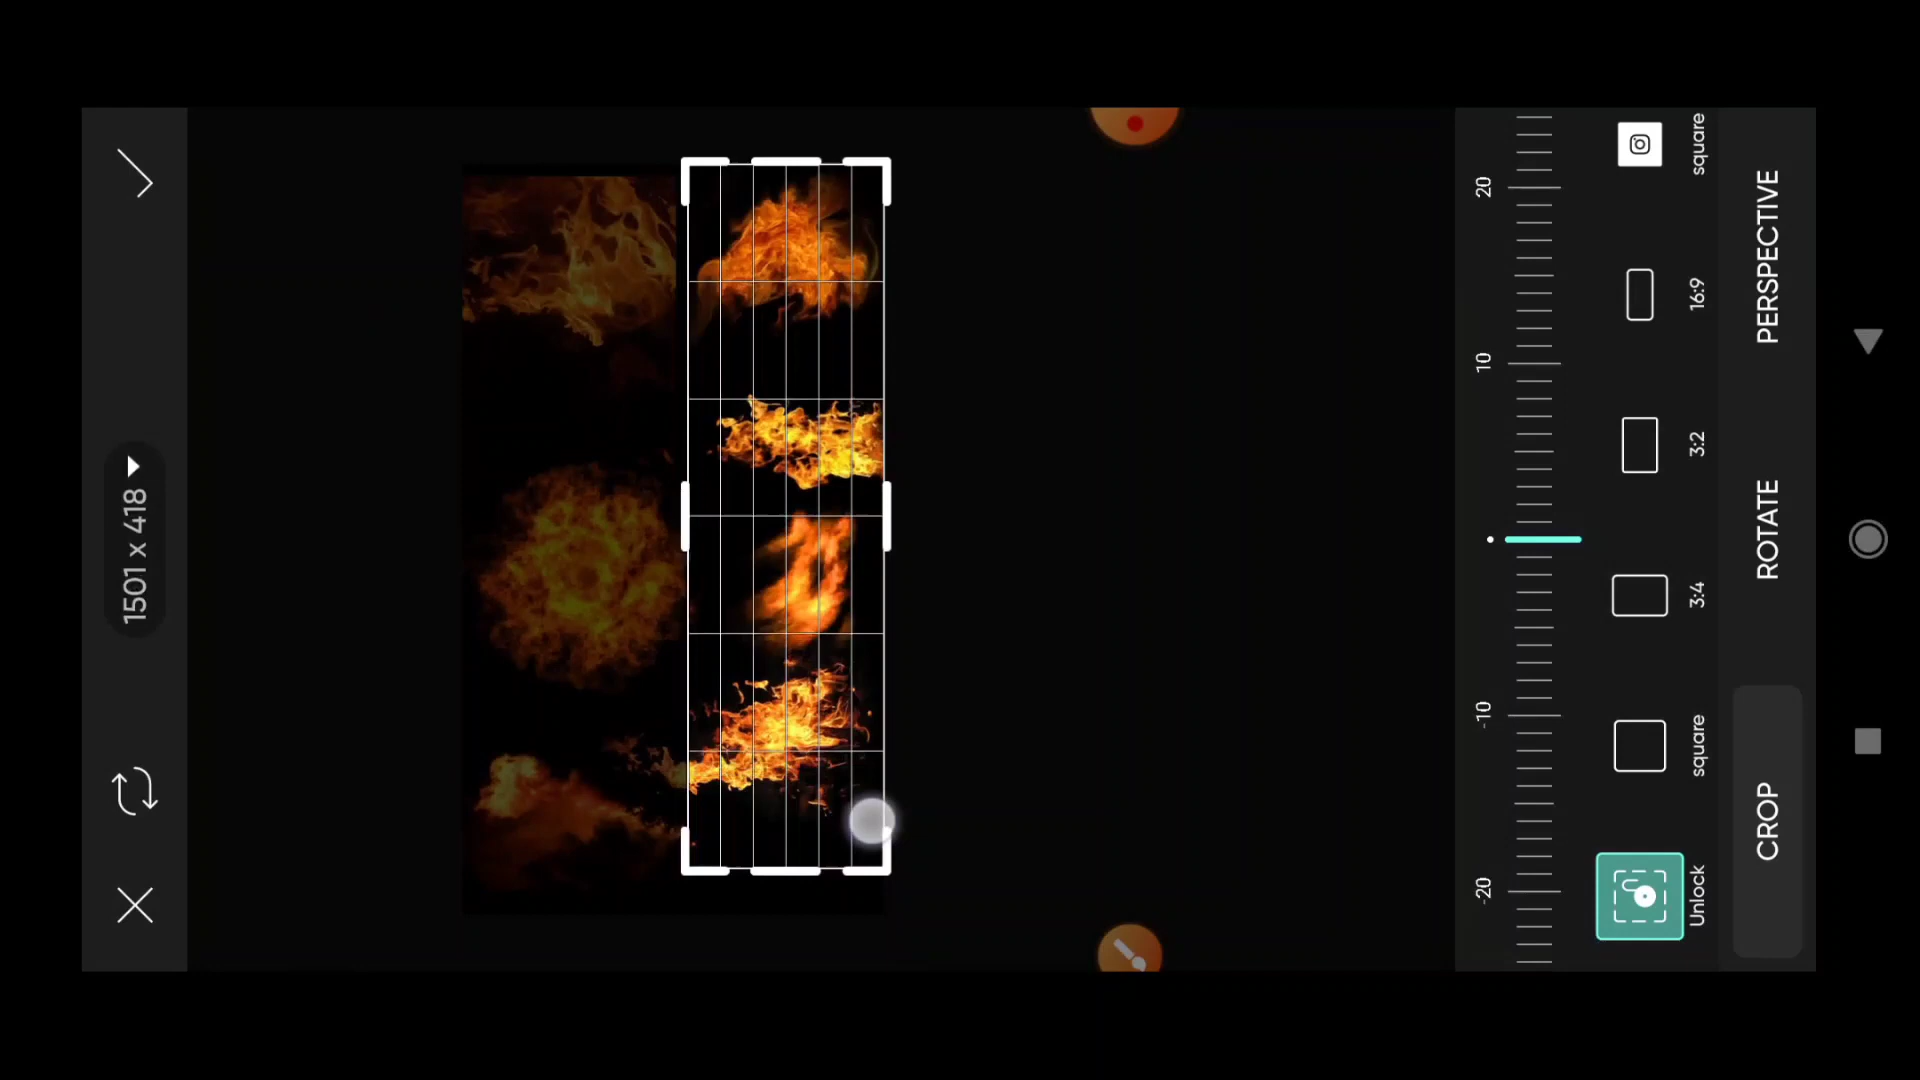 1501 x 418
20
10
-10
-20
square
16:9
3:2
3:4
square
Unlock
PERSPECTIVE
ROTATE
CROP